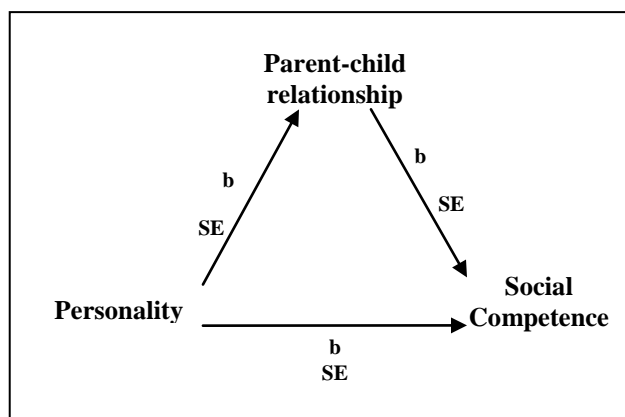 Parent-child
relationship
b
SE
b
SE
Personality
Social
Competence
b
SE